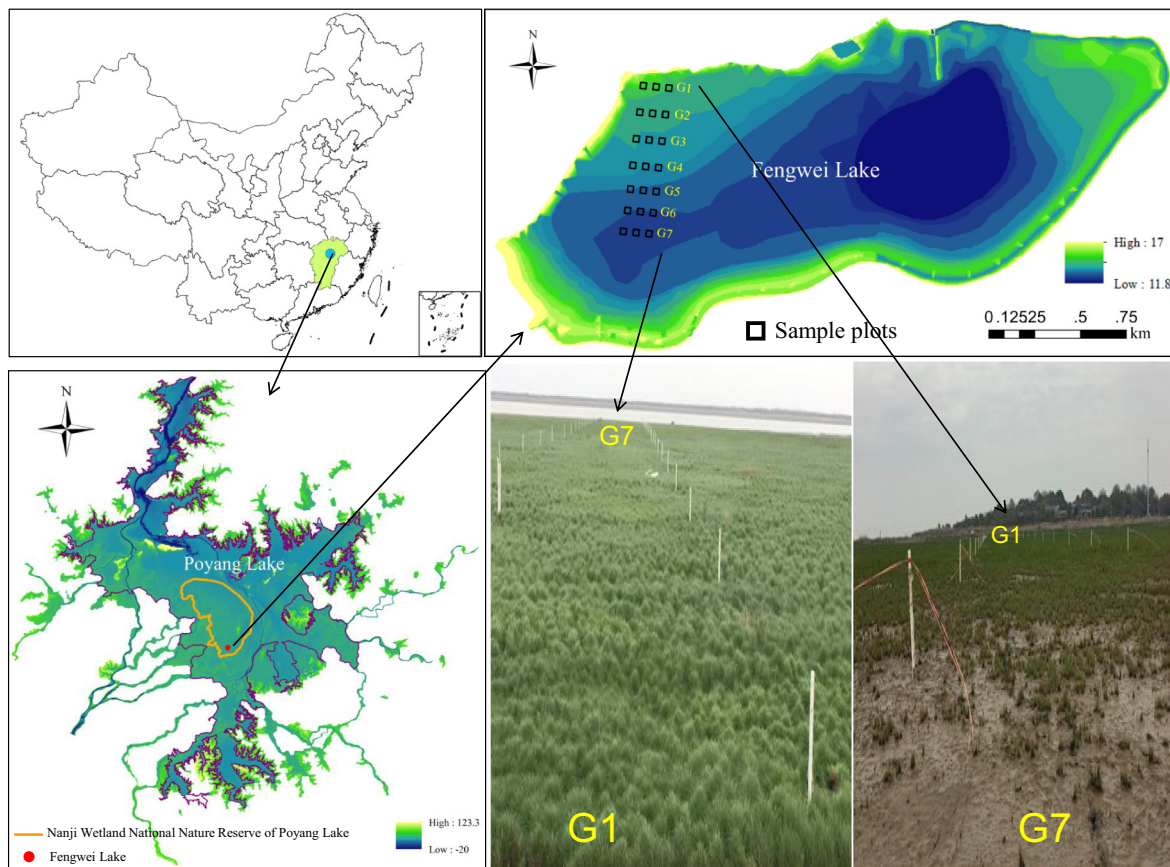 N
G1
G2
G3
G4
G5
G6
G7
Fengwei Lake
High : 17
Low : 11.8
Sample plots
0.12525 .5 .75
km
N
Poyang Lake
Nanji Wetland National Nature Reserve of Poyang Lake
Fengwei Lake
High : 123.3
Low : -20
G7
G1
G1
G7